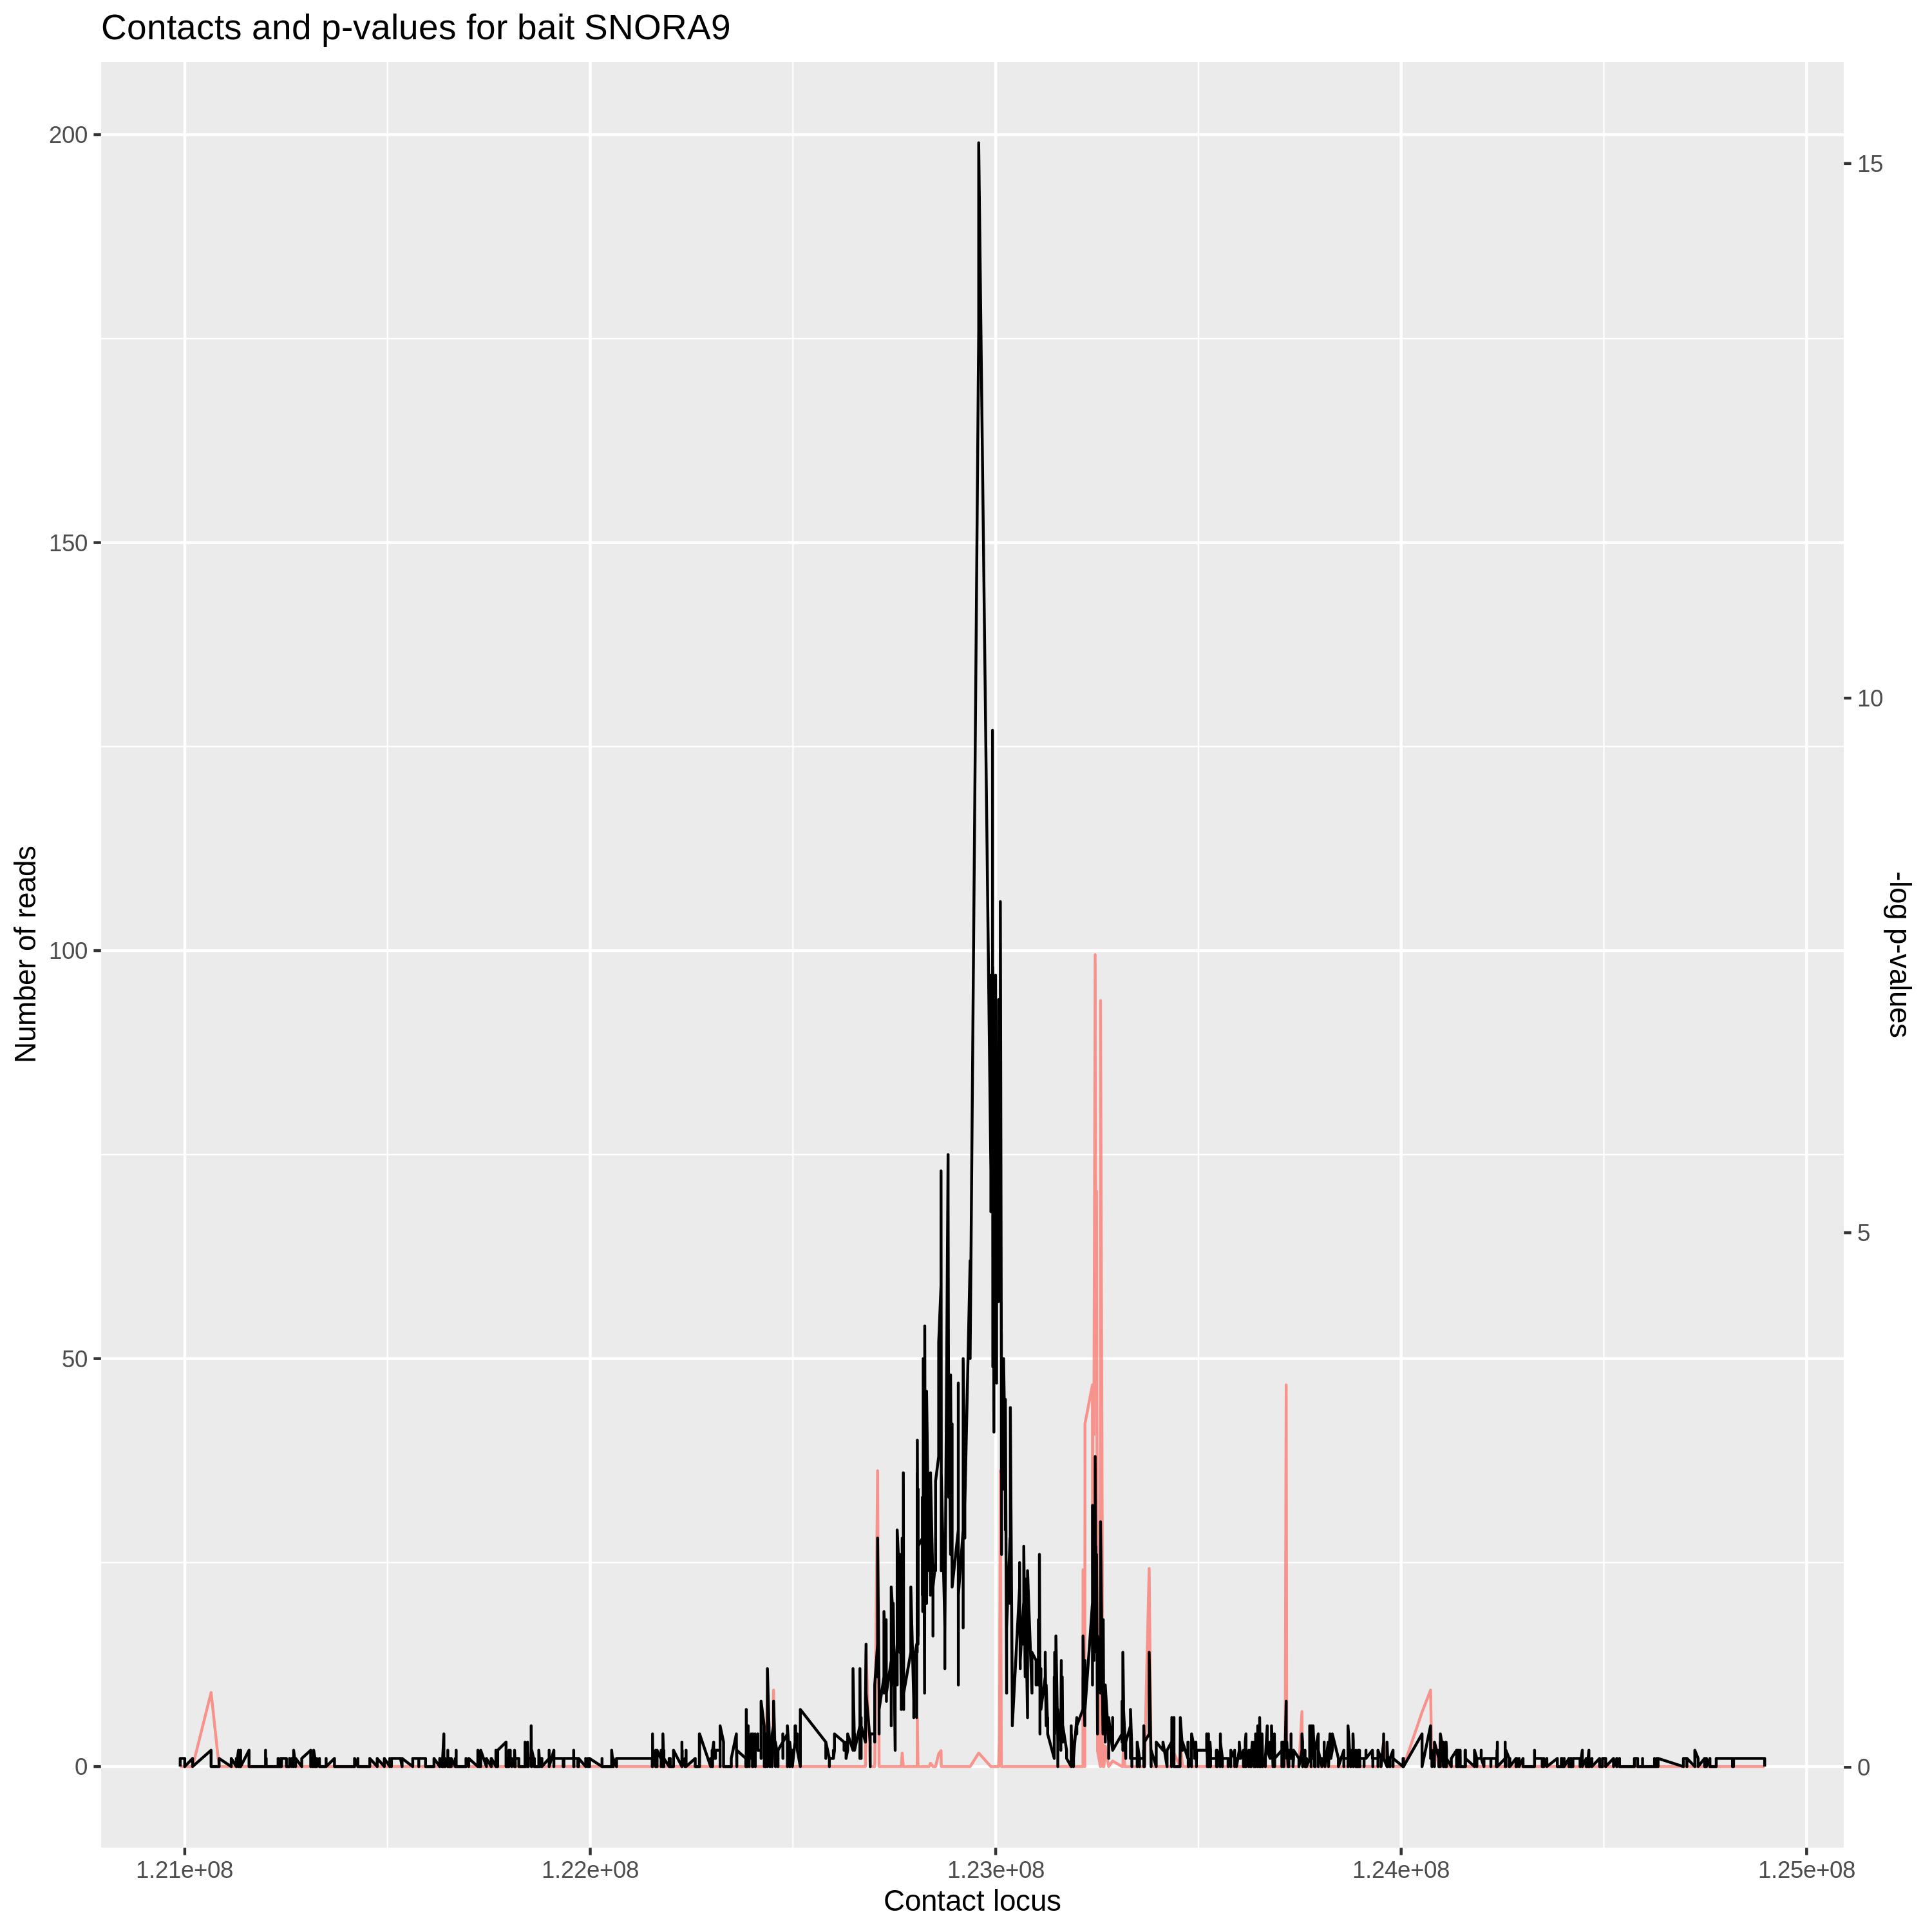 Contacts and p-values for bait SNORA9
200
150
100
50
0
Number of reads
15
10
5
0
-log p-values
1.21e+08
1.22e+08
1.23e+08
1.24e+08
1.25e+08
Contact locus